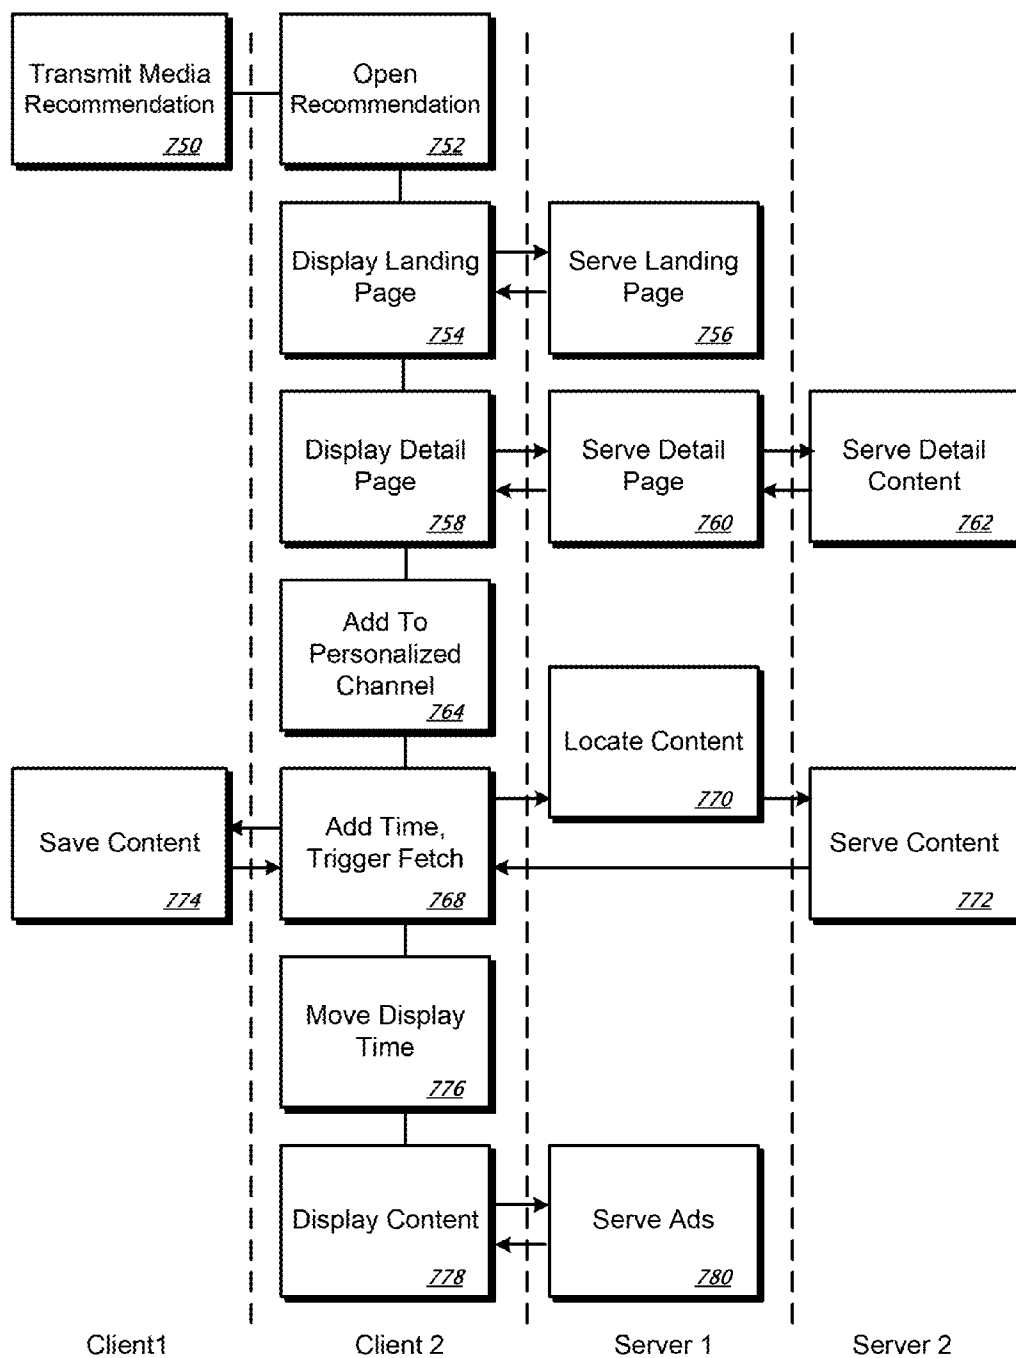 Transmit Media
Recommendation
750
Open
Recommendation
752
Display Landing
Page
754
Serve Landing
Page
756
Display Detail
Page
758
Serve Detail
Page
760
Serve Detail
Content
762
Add To
Personalized
Channel
764
Locate Content
770
Save Content
774
Add Time,
Trigger Fetch
768
Serve Content
772
Move Display
Time
776
Display Content
778
Serve Ads
780
Client1
Client 2
Server 1
Server 2